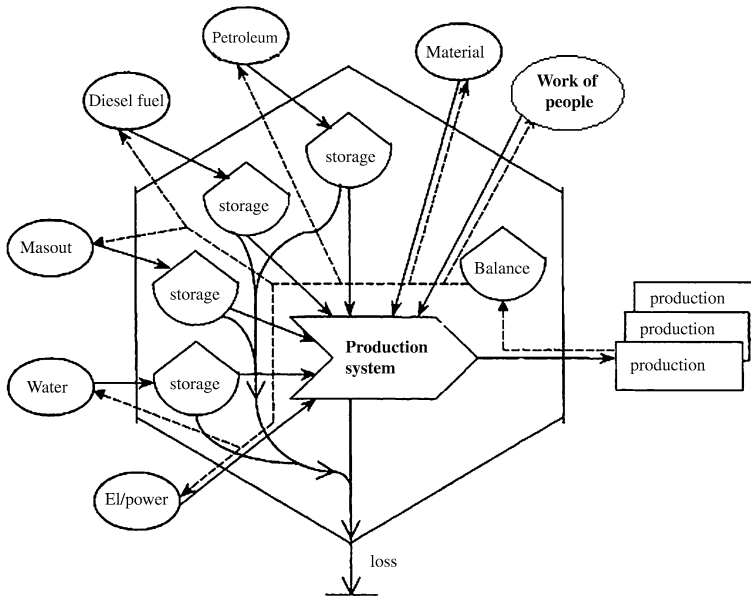 Petroleum
Material
Work of
people
Diesel fuel
storage
storage
Masout
storage
Balance
production
production
production
Production
system
Water
storage
El/power
loss